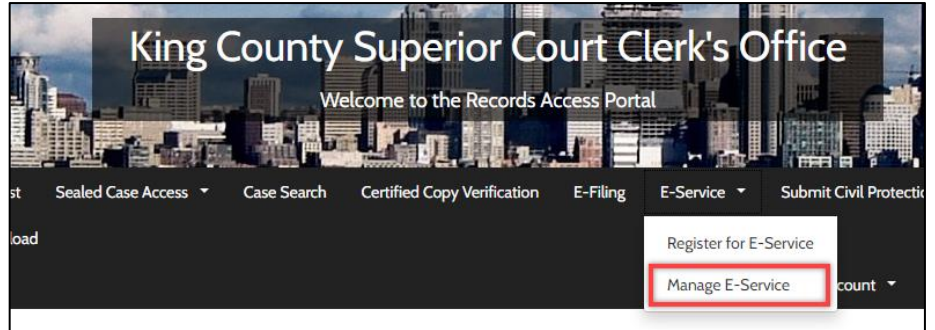 King County Superior Court Clerk's Office
Welcome to the Records Access Portal
st Sealed Case Access Case Search Certified Copy Verification E-Filing E-Service Submit Civil Protectio
load
Register for E-Service
Manage E-Service count